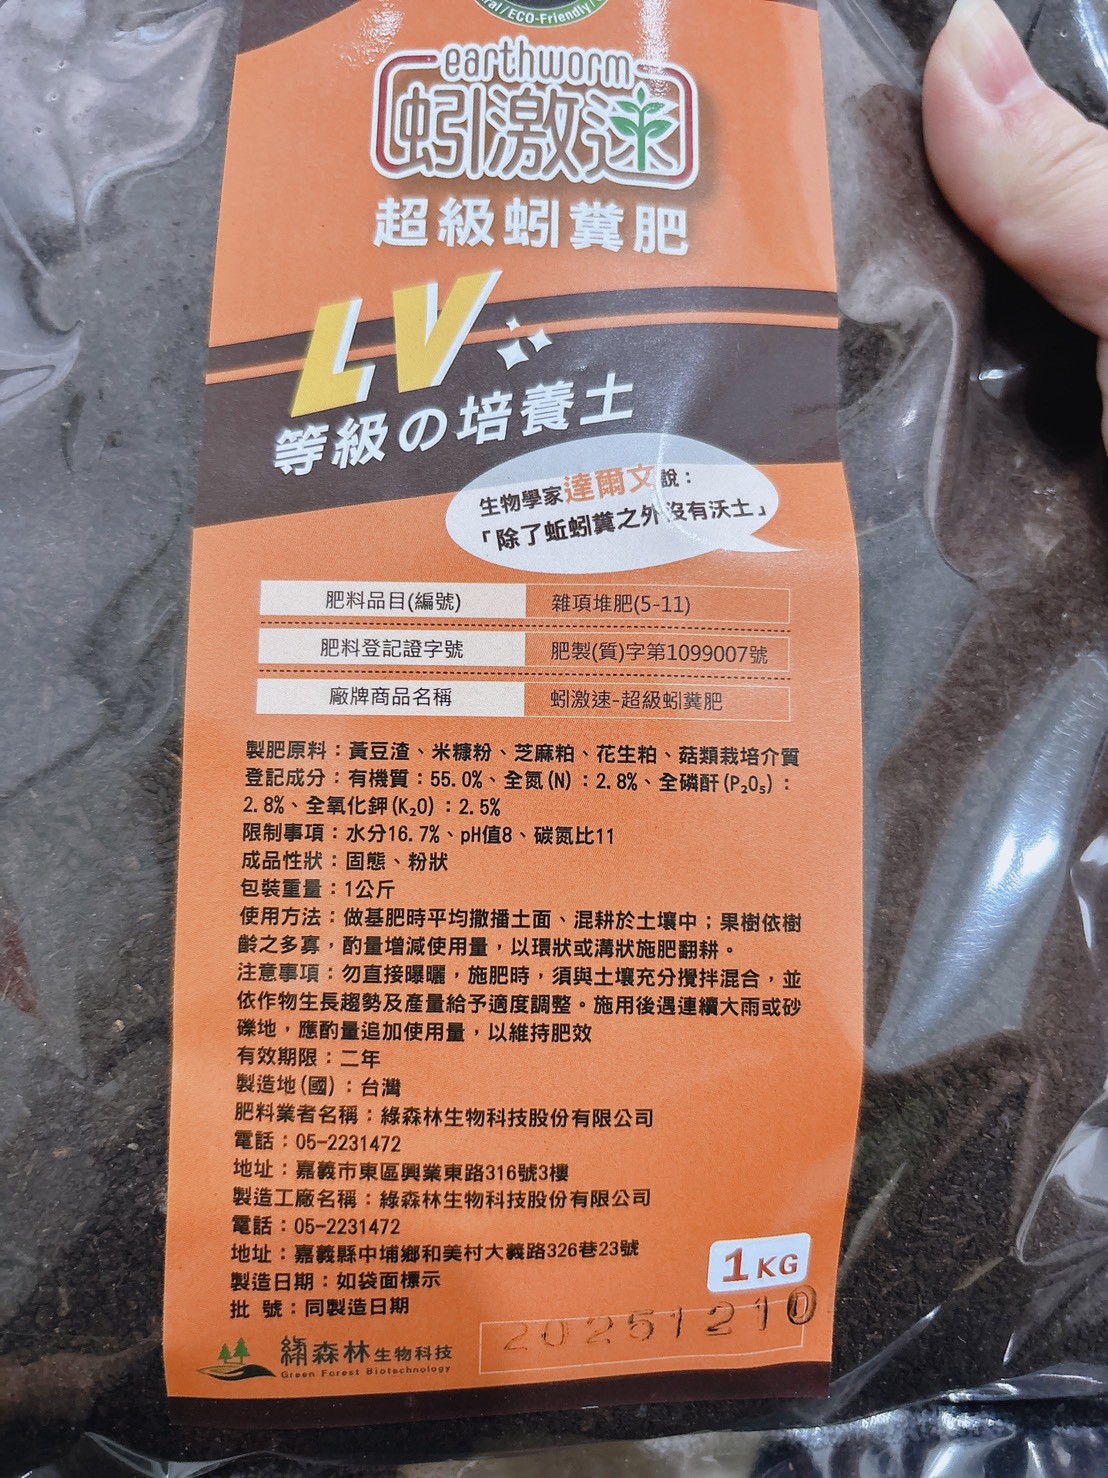 ral/ECO-Friendly/
earthworm
蚓激速
超級蚓糞肥
LV
等級の培養土
生物學家達爾文說：
「除了蚯蚓糞之外沒有沃土」
肥料品目(編號) 雜項堆肥(5-11)
肥料登記證字號 肥製(質)字第1099007號
廠牌商品名稱 蚓激速-超級蚓糞肥
製肥原料：黃豆渣、米糠粉、芝麻粕、花生粕、菇類栽培介質
登記成分：有機質：55.0%、全氮(N)：2.8%、全磷酐(P₂O₅)：
2.8%、全氧化鉀(K₂O)：2.5%
限制事項：水分16.7%、pH值8、碳氮比11
成品性狀：固態、粉狀
包裝重量：1公斤
使用方法：做基肥時平均撒播土面、混耕於土壤中；果樹依樹
齡之多寡，酌量增減使用量，以環狀或溝狀施肥翻耕。
注意事項：勿直接曝曬，施肥時，須與土壤充分攪拌混合，並
依作物生長趨勢及產量給予適度調整。施用後遇連續大雨或砂
礫地，應酌量追加使用量，以維持肥效
有效期限：二年
製造地(國)：台灣
肥料業者名稱：綠森林生物科技股份有限公司
電話：05-2231472
地址：嘉義市東區興業東路316號3樓
製造工廠名稱：綠森林生物科技股份有限公司
電話：05-2231472
地址：嘉義縣中埔鄉和美村大義路326巷23號
製造日期：如袋面標示
批 號：同製造日期
1KG
20251210
綠森林生物科技
Green Forest Biotechnology